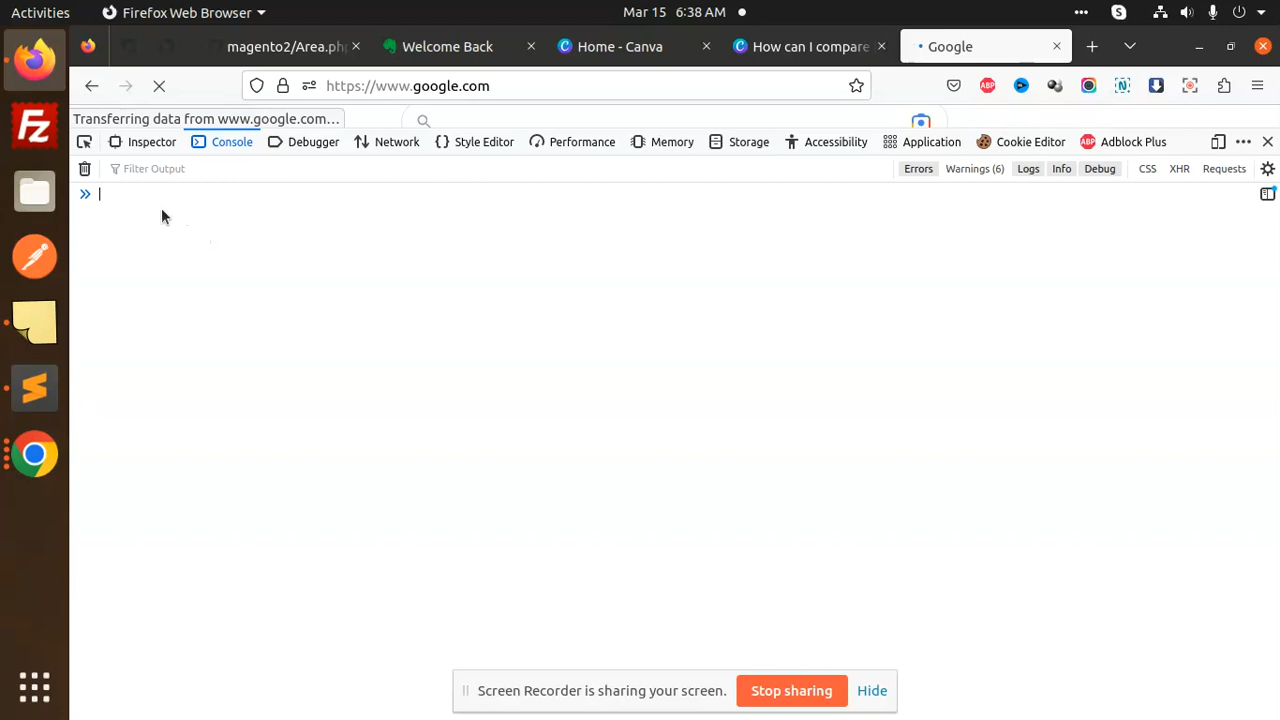 Activities Firefox Web Browser Mar 15 6:38 AM
magento2/Area.ph Welcome Back Home - Canva How can I compare Google
https://www.google.com
Transferring data from www.google.com...
Inspector Console Debugger Network Style Editor Performance Memory Storage Accessibility Application Cookie Editor Adblock Plus
Filter Output Errors Warnings (6) Logs Info Debug CSS XHR Requests
Screen Recorder is sharing your screen. Stop sharing Hide